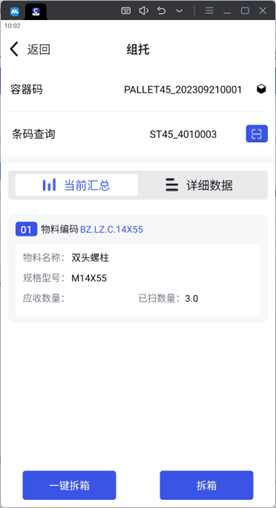 10:02
返回 组托
容器码 PALLET45_202309210001
条码查询 ST45_4010003
当前汇总 详细数据
01 物料编码 BZ.LZ.C.14X55
物料名称： 双头螺柱
规格型号： M14X55
应收数量： 已扫数量： 3.0
一键拆箱 拆箱